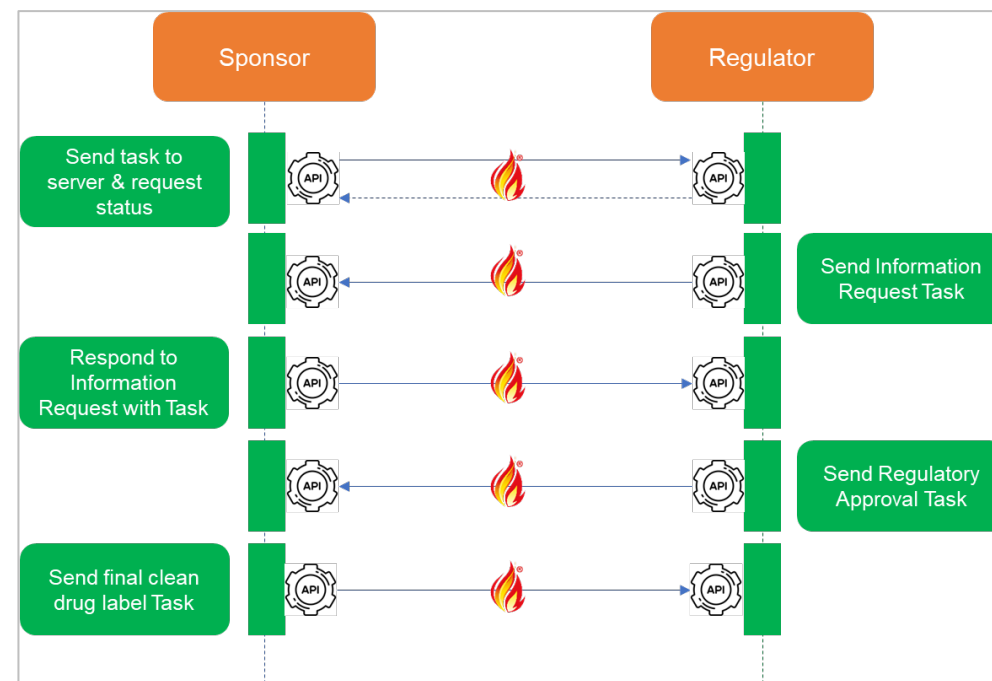 Sponsor
Regulator
Send task to
server & request
status
API
®
API
API
®
API
Send Information
Request Task
Respond to
Information
Request with Task
API
®
API
API
®
API
Send Regulatory
Approval Task
Send final clean
drug label Task
API
®
API